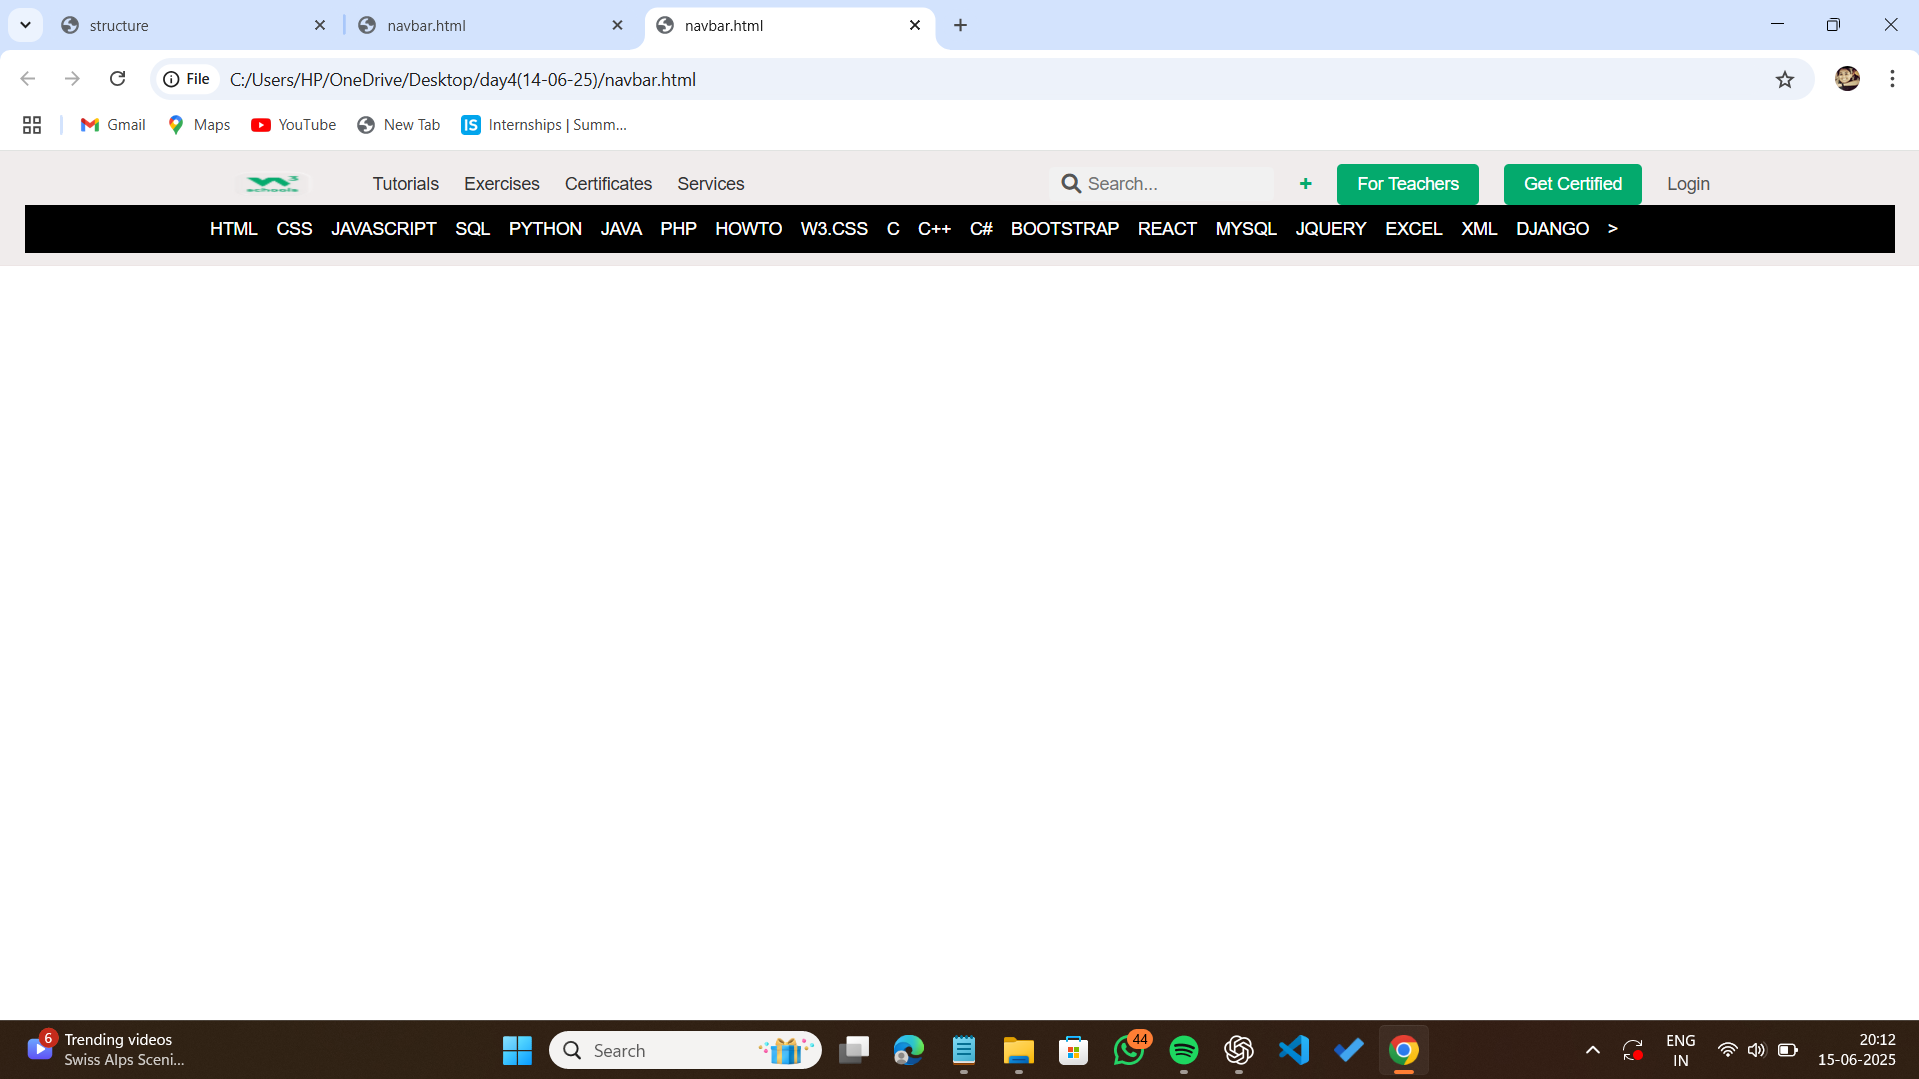 structure
navbar.html
navbar.html
File
C:/Users/HP/OneDrive/Desktop/day4(14-06-25)/navbar.html
Gmail
Maps
YouTube
New Tab
IS
Internships | Summ...
3
schools
Tutorials Exercises Certificates Services
Search...
+
For Teachers
Get Certified
Login
HTML CSS JAVASCRIPT SQL PYTHON JAVA PHP HOWTO W3.CSS C C++ C# BOOTSTRAP REACT MYSQL JQUERY EXCEL XML DJANGO >
6
Trending videos
Swiss Alps Sceni...
Search
44
ENG
IN
20:12
15-06-2025